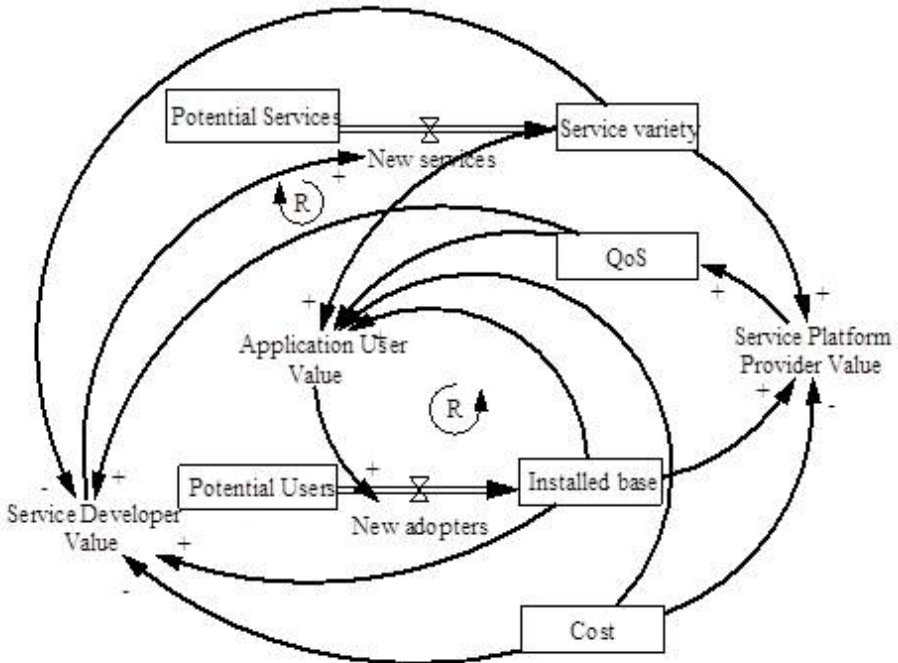 Potential Services
Service variety
New services
+
R
QoS
+
+
+
Application User
Value
+
Service Platform
Provider Value
+
-
R
+
-
+
Potential Users
Installed base
Service Developer
Value
New adopters
+
-
Cost